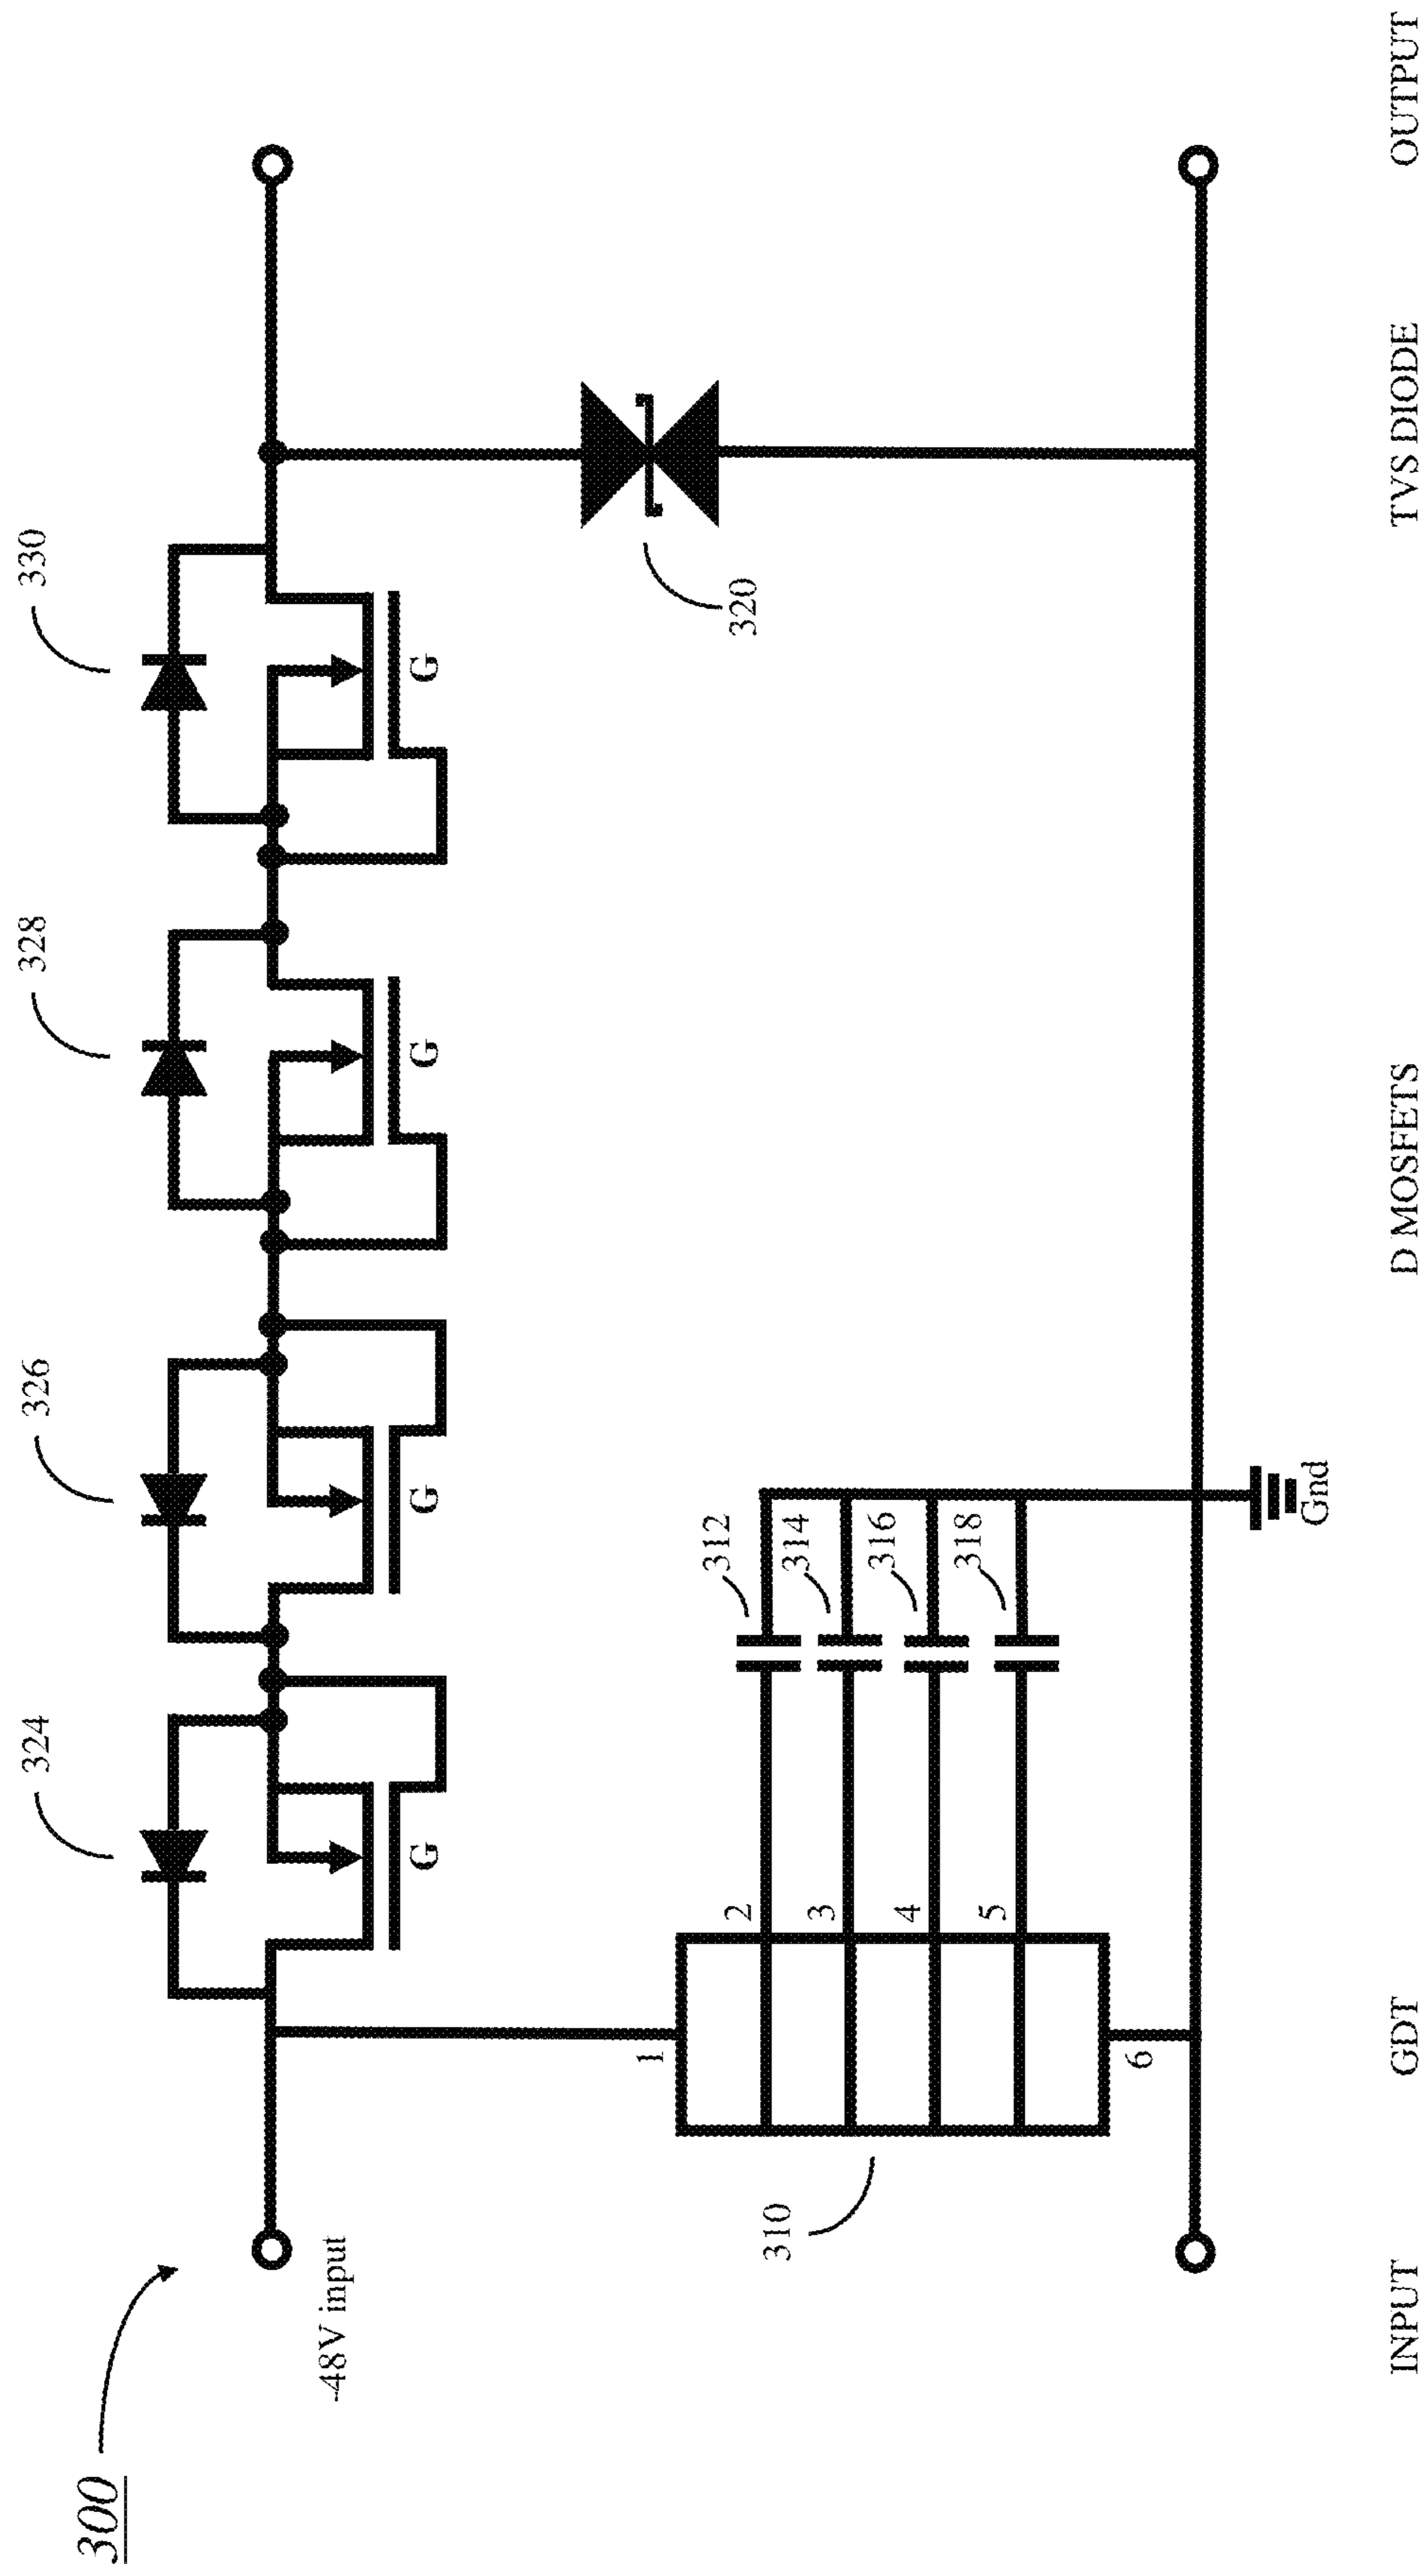 300
324
326
328
330
G
G
G
G
-48V input
312
314
316
318
320
1
2
3
4
5
6
310
Gnd
INPUT
GDT
D MOSFETS
TVS DIODE
OUTPUT